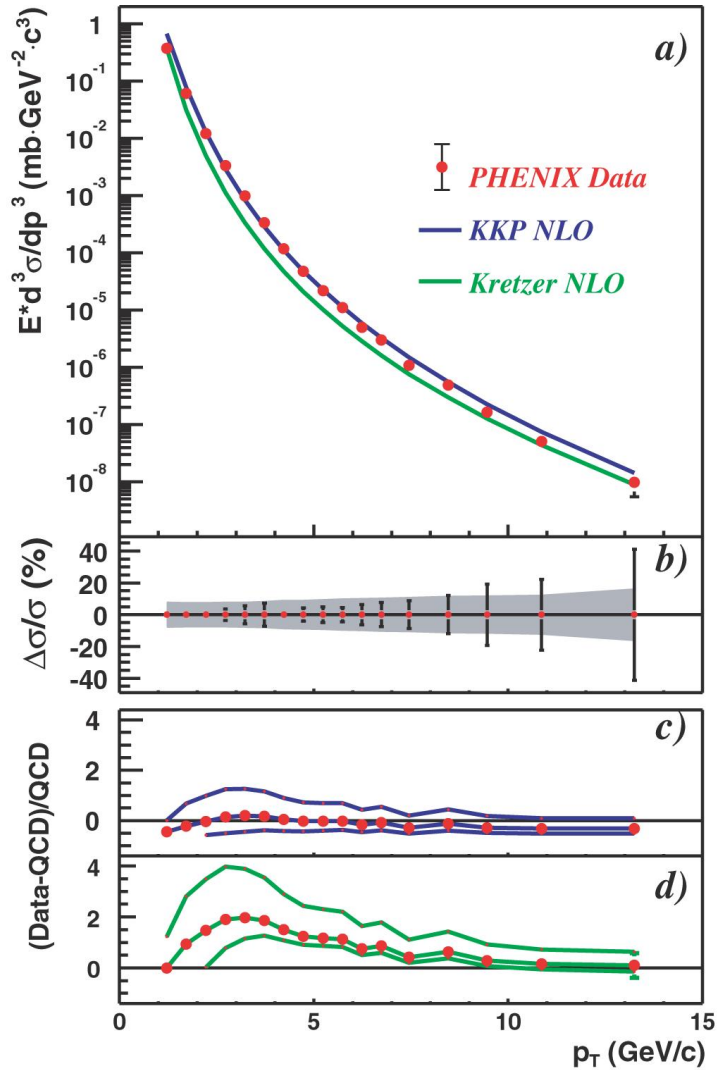 E*d³σ/dp³ (mb·GeV⁻²·c³)
1
10⁻¹
10⁻²
10⁻³
10⁻⁴
10⁻⁵
10⁻⁶
10⁻⁷
10⁻⁸
a)
PHENIX Data
KKP NLO
Kretzer NLO
Δσ/σ (%)
40
20
0
-20
-40
b)
(Data-QCD)/QCD
4
2
0
c)
4
2
0
d)
0 5 10 15
p_T (GeV/c)